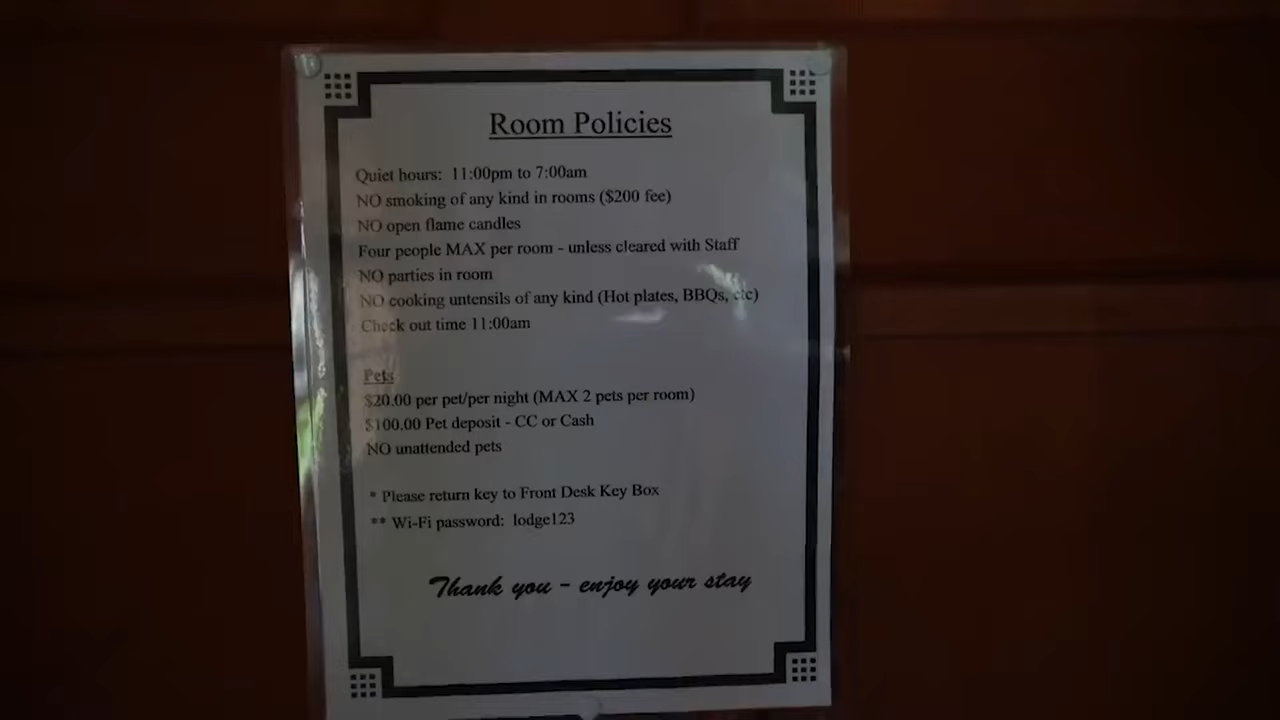 Room Policies
Quiet hours: 11:00pm to 7:00am
NO smoking of any kind in rooms ($200 fee)
NO open flame candles
Four people MAX per room - unless cleared with Staff
NO parties in room
NO cooking untensils of any kind (Hot plates, BBQs, etc)
Check out time 11:00am
Pets
$20.00 per pet/per night (MAX 2 pets per room)
$100.00 Pet deposit - CC or Cash
NO unattended pets
* Please return key to Front Desk Key Box
** Wi-Fi password: lodge123
Thank you - enjoy your stay